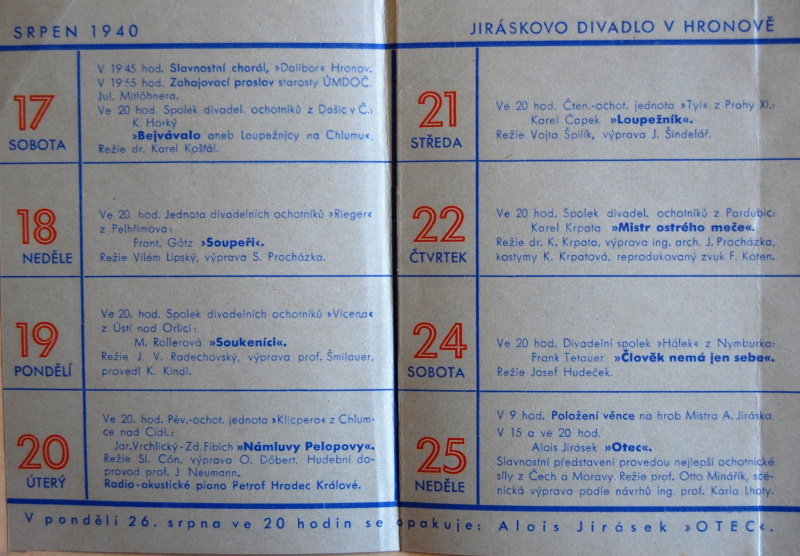 SRPEN 1940
17
SOBOTA
V 19·45 hod. Slavnostní chorál, »Dalibor« Hronov.
V 19·55 hod. Zahajovací proslov starosty ÚMDOČ.
Jul. Mitlöhnera.
Ve 20 hod. Spolek divadel. ochotníků z Dašic v Č.:
K. Horký
»Bejvávalo aneb Loupežníci na Chlumu«.
Režie dr. Karel Košťál.
18
NEDĚLE
Ve 20. hod. Jednota divadelních ochotníků »Rieger«
z Pelhřimova:
Frant. Götz »Soupeři«.
Režie Vilém Lipský, výprava S. Procházka.
19
PONDĚLÍ
Ve 20. hod. Spolek divadelních ochotníků »Vicena«
z Ústí nad Orlicí:
M. Rollerová »Soukeníci«.
Režie J. V. Radechovský, výprava prof. Šmilauer,
provedl K. Kindl.
20
ÚTERÝ
Ve 20. hod. Pěv.-ochot. jednota »Klicpera« z Chlum-
ce nad Cidl.:
Jar. Vrchlický - Zd. Fibich »Námluvy Pelopovy«.
Režie Sl. Cón, výprava O. Dóbert. Hudební do-
provod prof. J. Neumann.
Radio-akustické piano Petrof Hradec Králové.
JIRÁSKOVO DIVADLO V HRONOVĚ
21
STŘEDA
Ve 20 hod. Čten.-ochot. jednota »Tyl« z Prahy XI.:
Karel Čapek »Loupežník«.
Režie Vojta Špilík, výprava J. Šindelář.
22
ČTVRTEK
Ve 20 hod. Spolek divadel. ochotníků z Pardubic:
Karel Krpata »Mistr ostrého meče«.
Režie dr. K. Krpata, výprava ing. arch. J. Procházka,
kostymy K. Krpatová, reprodukovaný zvuk F. Koten.
24
SOBOTA
Ve 20 hod. Divadelní spolek »Hálek« z Nymburka:
Frank Tetauer »Člověk nemá jen sebe«.
Režie Josef Hudeček.
25
NEDĚLE
V 9 hod. Položení věnce na hrob Mistra A. Jiráska.
V 15 a ve 20 hod.
Alois Jirásek »Otec«.
Slavnostní představení provedou nejlepší ochotnické
síly z Čech a Moravy. Režie prof. Otto Minářík, scé-
nická výprava podle návrhů ing. prof. Karla Lhoty.
V pondělí 26. srpna ve 20 hodin se opakuje: Alois Jirásek »OTEC«.